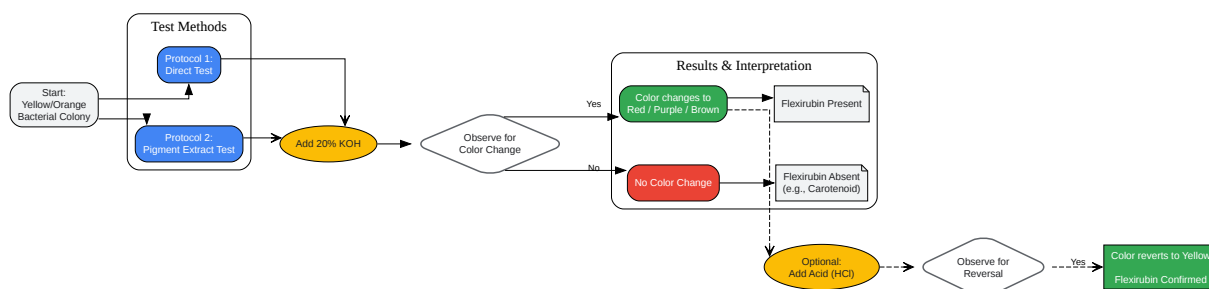 Test Methods
Protocol 1:
Direct Test
Start:
Yellow/Orange
Bacterial Colony
Protocol 2:
Pigment Extract Test
Add 20% KOH
Observe for
Color Change
Yes
No
Results & Interpretation
Color changes to
Red / Purple / Brown
Flexirubin Present
No Color Change
Flexirubin Absent
(e.g., Carotenoid)
Optional:
Add Acid (HCl)
Observe for
Reversal
Yes
Color reverts to Yellow
Flexirubin Confirmed